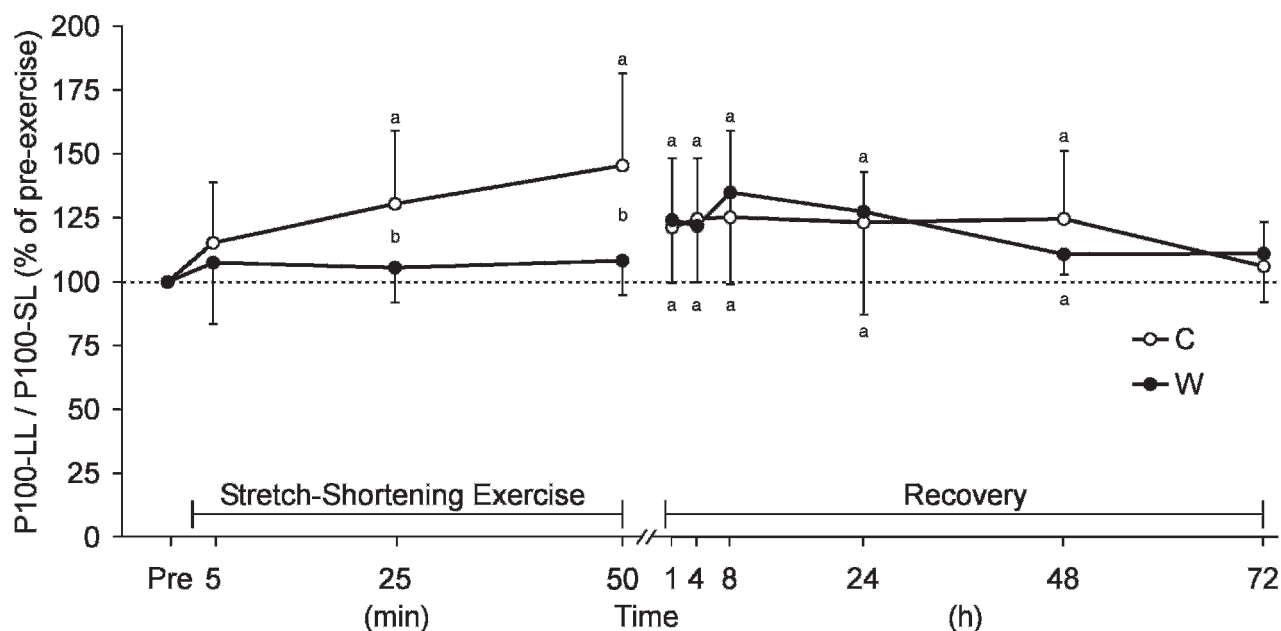 P100-LL / P100-SL (% of pre-exercise)
200
175
150
125
100
75
50
25
0
a
a
b
b
a a
a
a
a
a a
a
a
a
C
W
Stretch-Shortening Exercise
Recovery
Pre 5 25 50 1 4 8 24 48 72
(min) Time (h)